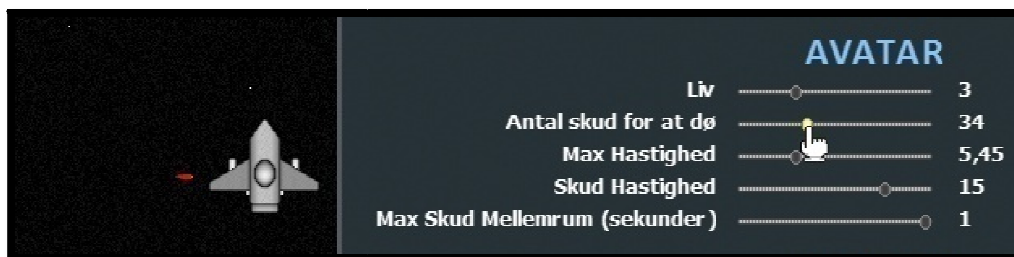 AVATAR
Liv 3
Antal skud for at dø 34
Max Hastighed 5,45
Skud Hastighed 15
Max Skud Mellemrum (sekunder) 1